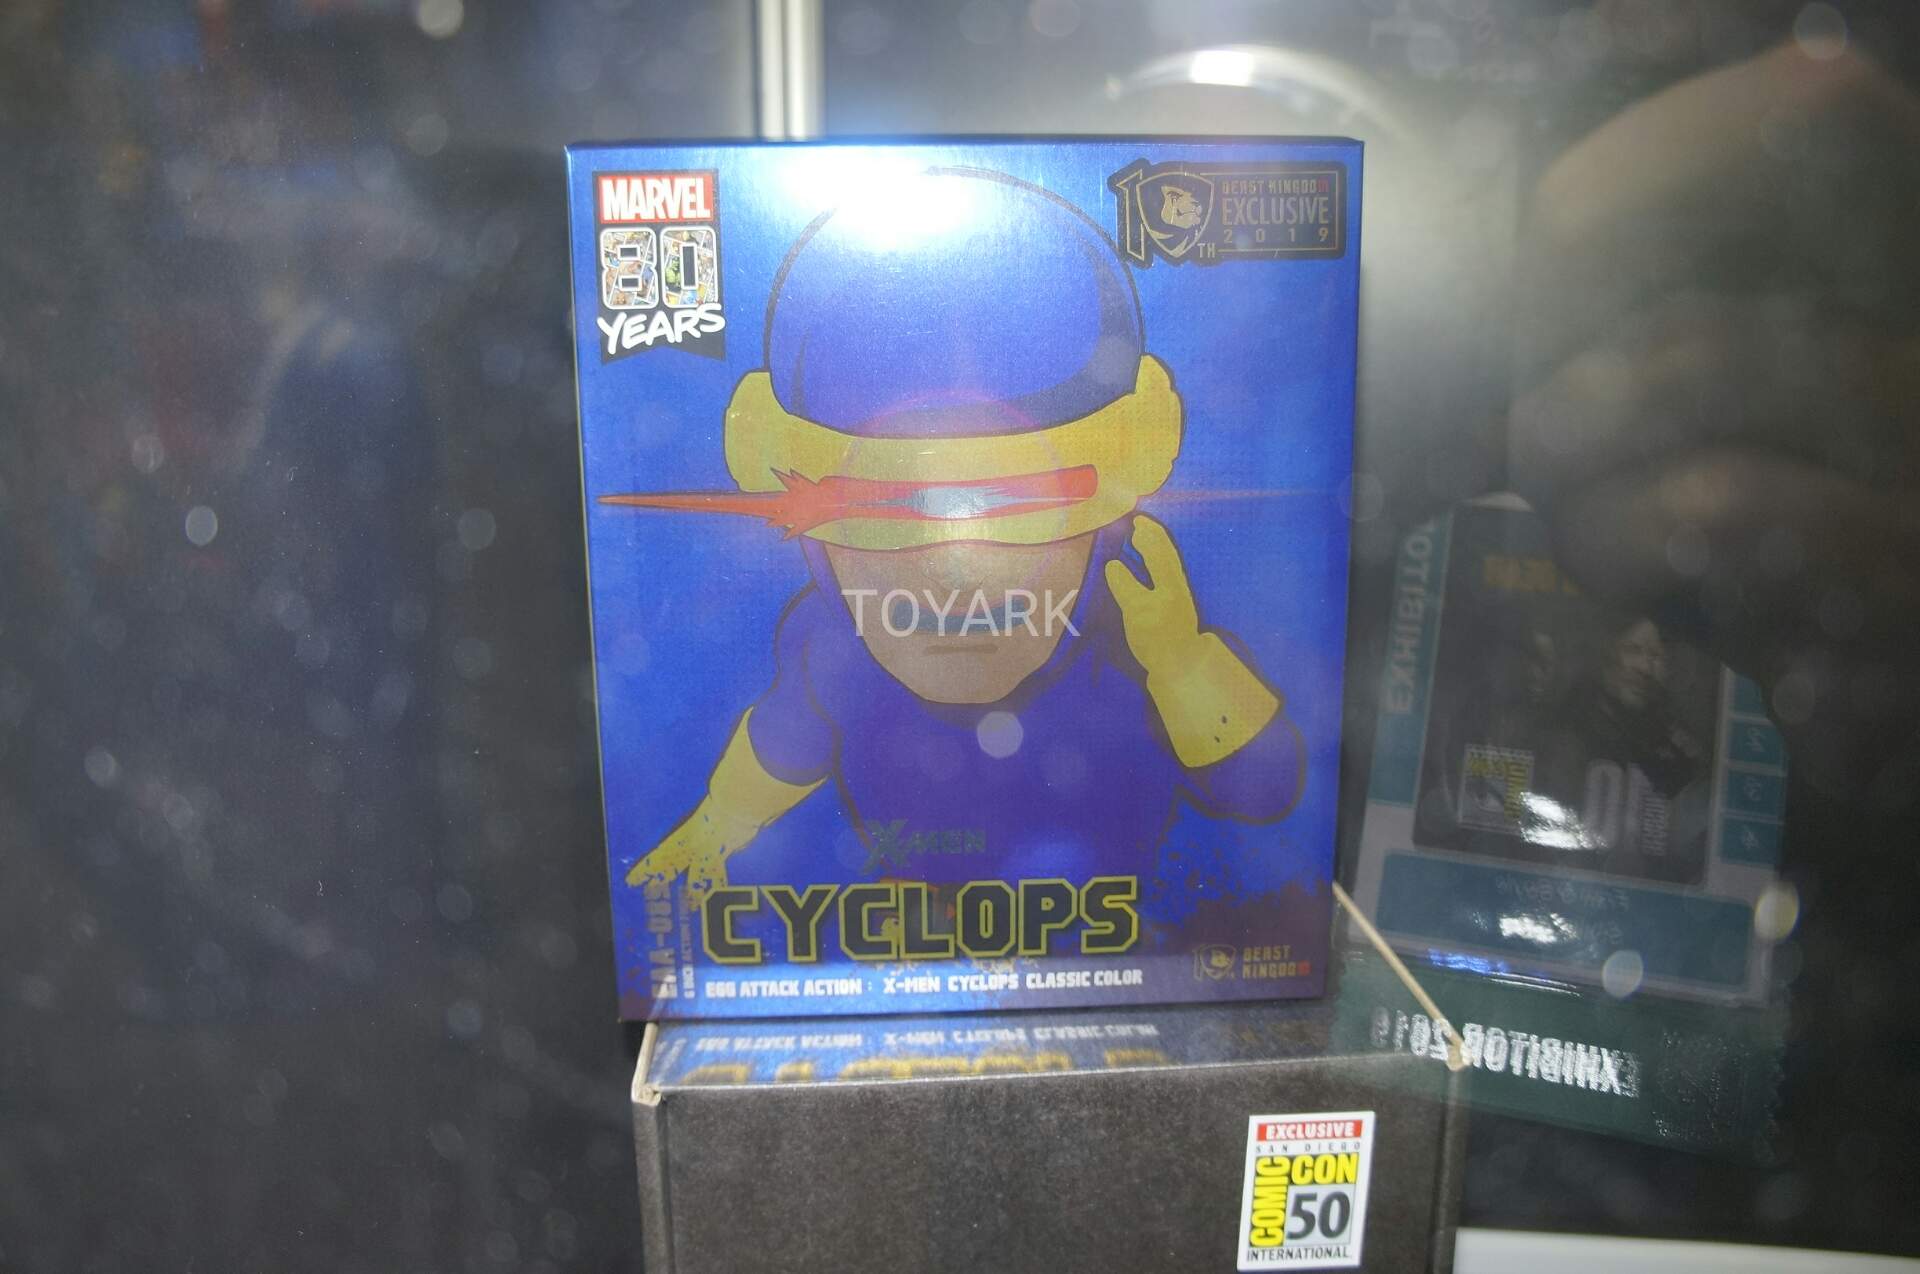 MARVEL
80
YEARS
10TH
BEAST KINGDOM
EXCLUSIVE
2019
TOYARK
X-MEN
CYCLOPS
EGG ATTACK ACTION : X-MEN CYCLOPS CLASSIC COLOR
BEAST
KINGDOM
EXCLUSIVE
SAN DIEGO
COMIC
CON
50
INTERNATIONAL
EXHIBITOR